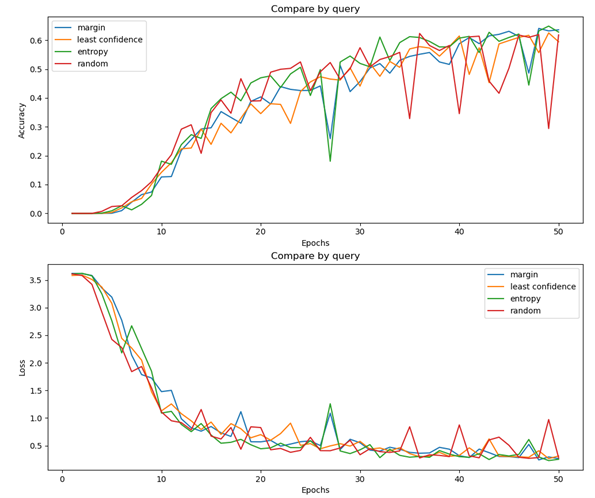 Compare by query
margin
least confidence
entropy
random
0.6
0.5
0.4
0.3
0.2
0.1
0.0
Accuracy
0 10 20 30 40 50
Epochs
Compare by query
margin
least confidence
entropy
random
3.5
3.0
2.5
2.0
1.5
1.0
0.5
Loss
0 10 20 30 40 50
Epochs